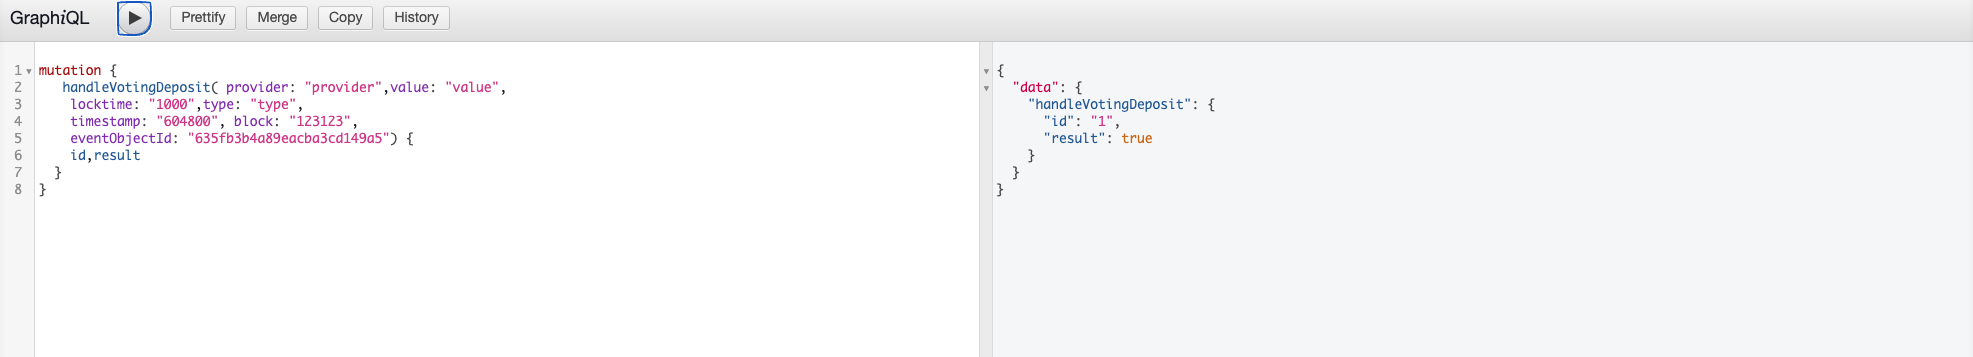 GraphiQL Prettify Merge Copy History
1 mutation {
2 handleVotingDeposit( provider: "provider",value: "value",
3 locktime: "1000",type: "type",
4 timestamp: "604800", block: "123123",
5 eventObjectId: "635fb3b4a89eacba3cd149a5") {
6 id,result
7 }
8 }
{
"data": {
"handleVotingDeposit": {
"id": "1",
"result": true
}
}
}